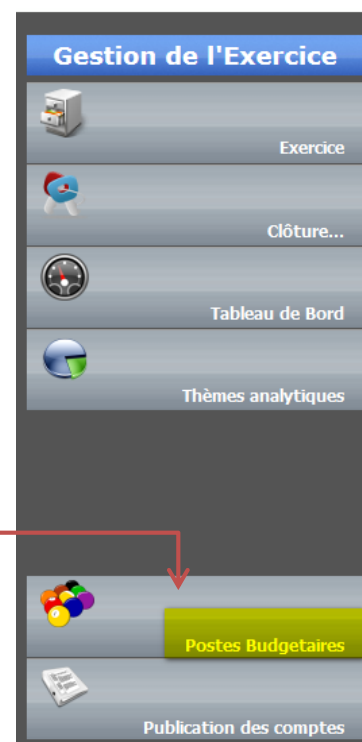 Gestion de l'Exercice
Exercice
Clôture...
Tableau de Bord
Thèmes analytiques
Postes Budgetaires
Publication des comptes